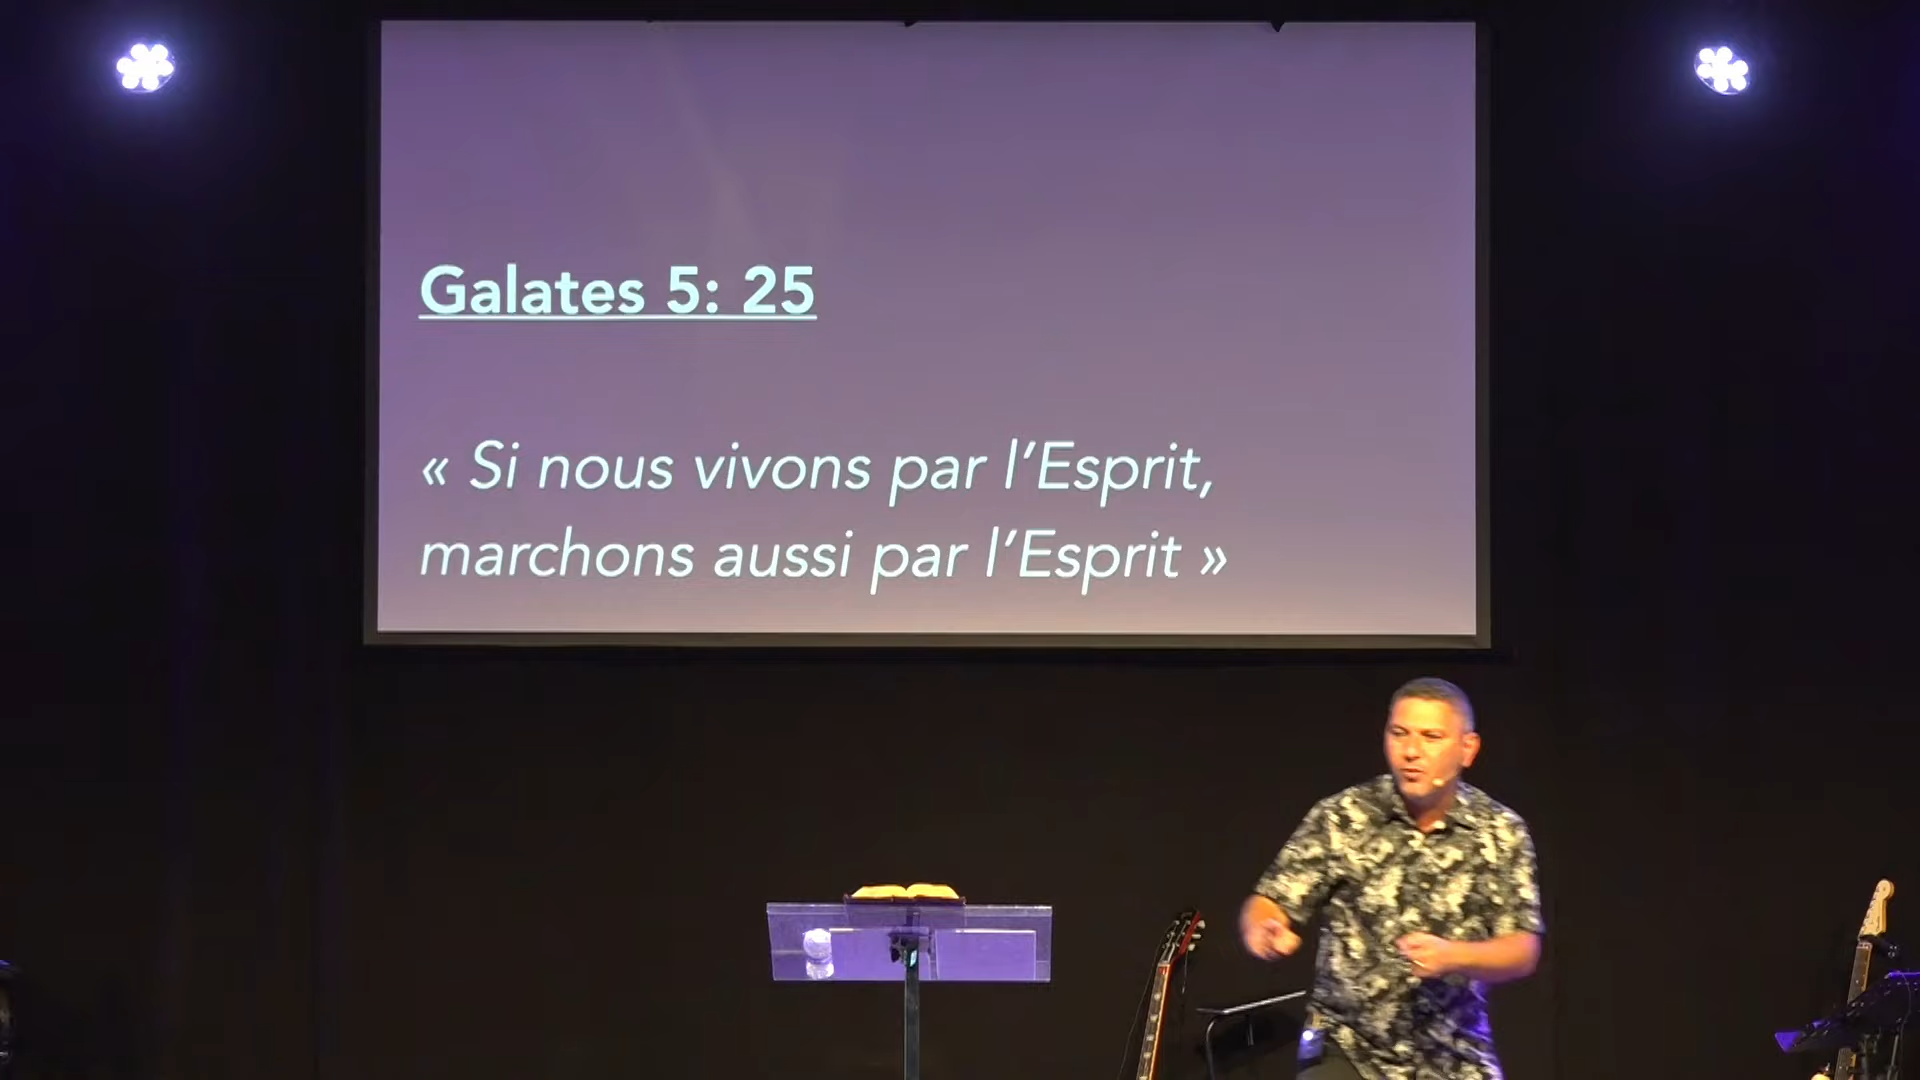 Galates 5: 25
« Si nous vivons par l’Esprit,
marchons aussi par l’Esprit »